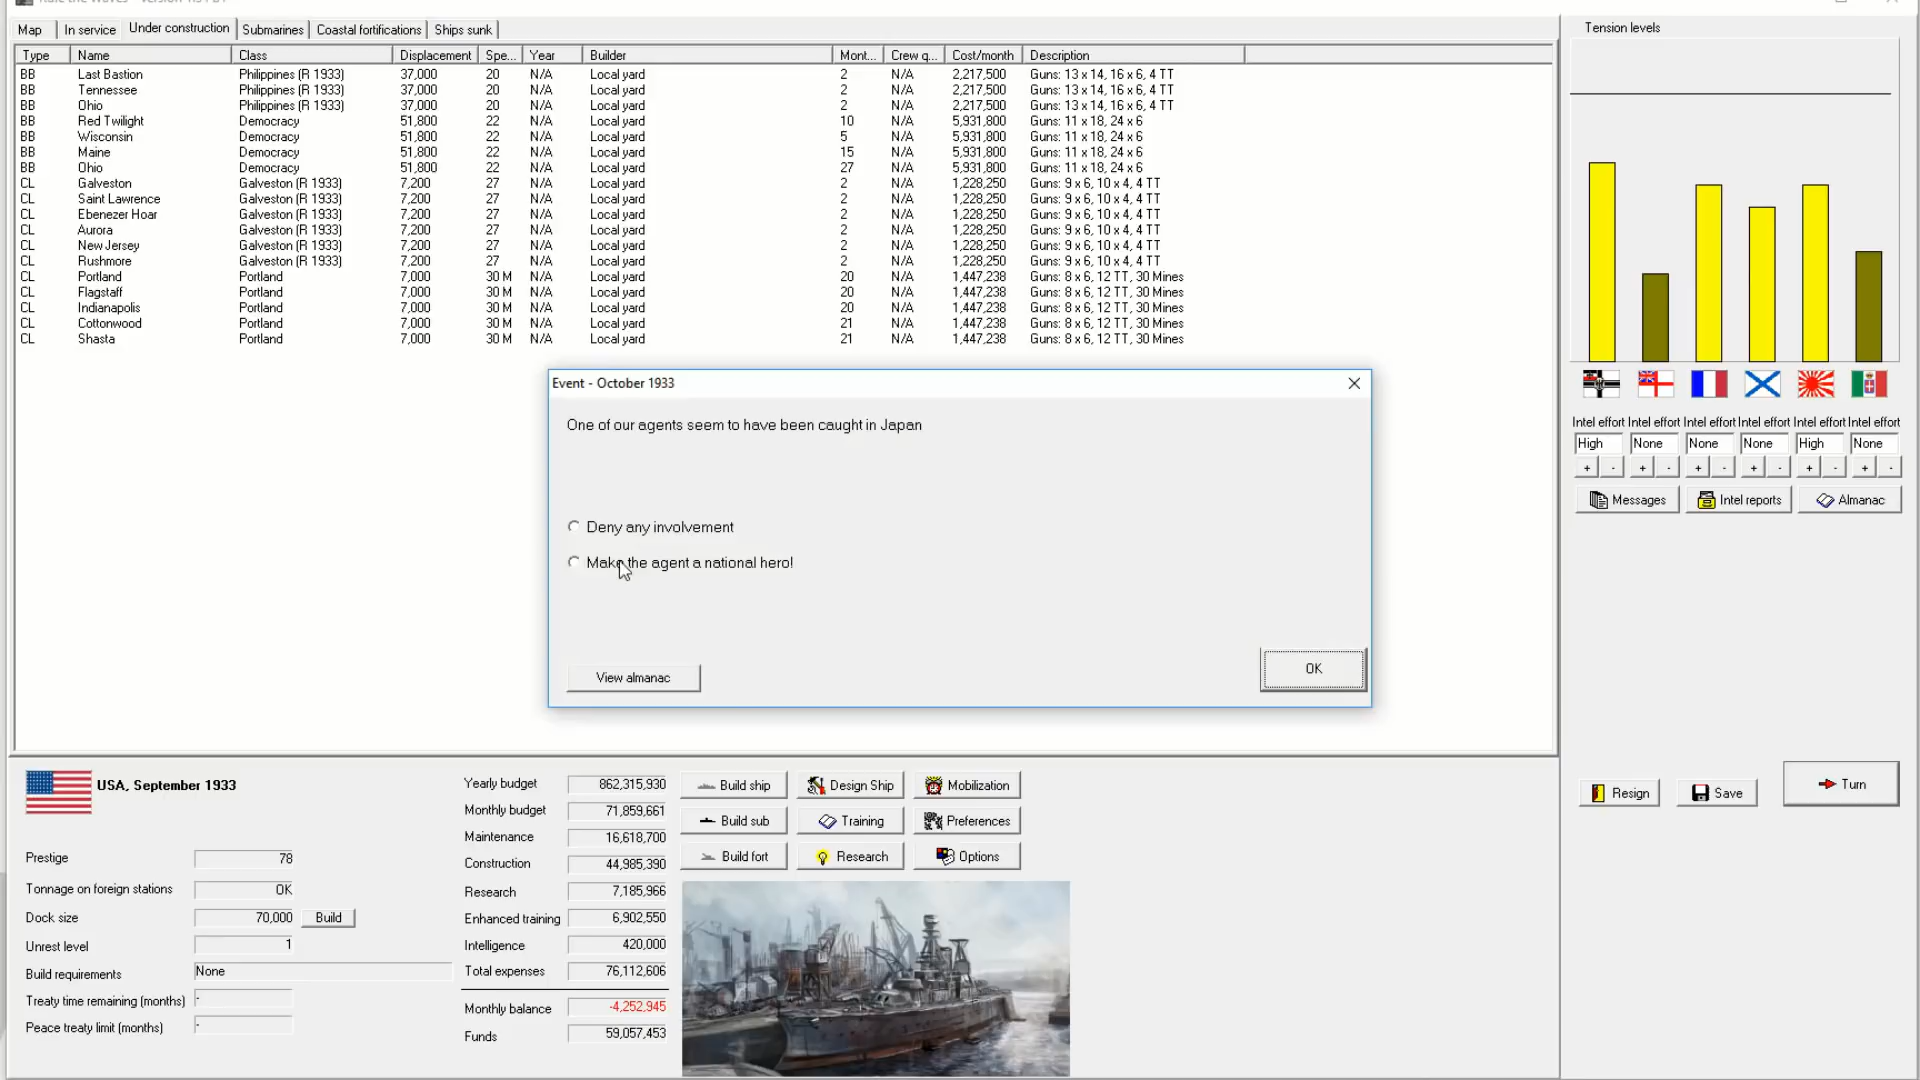 Map In service Under construction Submarines Coastal fortifications Ships sunk
Type Name Class Displacement Spe... Year Builder Mont... Crew q... Cost/month Description
BB Last Bastion Philippines (R 1933) 37,000 20 N/A Local yard 2 N/A 2,217,500 Guns: 13 x 14, 16 x 6, 4 TT
BB Tennessee Philippines (R 1933) 37,000 20 N/A Local yard 2 N/A 2,217,500 Guns: 13 x 14, 16 x 6, 4 TT
BB Ohio Philippines (R 1933) 37,000 20 N/A Local yard 2 N/A 2,217,500 Guns: 13 x 14, 16 x 6, 4 TT
BB Red Twilight Democracy 51,800 22 N/A Local yard 10 N/A 5,931,800 Guns: 11 x 18, 24 x 6
BB Wisconsin Democracy 51,800 22 N/A Local yard 5 N/A 5,931,800 Guns: 11 x 18, 24 x 6
BB Maine Democracy 51,800 22 N/A Local yard 15 N/A 5,931,800 Guns: 11 x 18, 24 x 6
BB Ohio Democracy 51,800 22 N/A Local yard 27 N/A 5,931,800 Guns: 11 x 18, 24 x 6
CL Galveston Galveston (R 1933) 7,200 27 N/A Local yard 2 N/A 1,228,250 Guns: 9 x 6, 10 x 4, 4 TT
CL Saint Lawrence Galveston (R 1933) 7,200 27 N/A Local yard 2 N/A 1,228,250 Guns: 9 x 6, 10 x 4, 4 TT
CL Ebenezer Hoar Galveston (R 1933) 7,200 27 N/A Local yard 2 N/A 1,228,250 Guns: 9 x 6, 10 x 4, 4 TT
CL Aurora Galveston (R 1933) 7,200 27 N/A Local yard 2 N/A 1,228,250 Guns: 9 x 6, 10 x 4, 4 TT
CL New Jersey Galveston (R 1933) 7,200 27 N/A Local yard 2 N/A 1,228,250 Guns: 9 x 6, 10 x 4, 4 TT
CL Rushmore Galveston (R 1933) 7,200 27 N/A Local yard 2 N/A 1,228,250 Guns: 9 x 6, 10 x 4, 4 TT
CL Portland Portland 7,000 30 M N/A Local yard 20 N/A 1,447,238 Guns: 8 x 6, 12 TT, 30 Mines
CL Flagstaff Portland 7,000 30 M N/A Local yard 20 N/A 1,447,238 Guns: 8 x 6, 12 TT, 30 Mines
CL Indianapolis Portland 7,000 30 M N/A Local yard 20 N/A 1,447,238 Guns: 8 x 6, 12 TT, 30 Mines
CL Cottonwood Portland 7,000 30 M N/A Local yard 21 N/A 1,447,238 Guns: 8 x 6, 12 TT, 30 Mines
CL Shasta Portland 7,000 30 M N/A Local yard 21 N/A 1,447,238 Guns: 8 x 6, 12 TT, 30 Mines
Event - October 1933
One of our agents seem to have been caught in Japan
Deny any involvement
Make the agent a national hero!
View almanac OK
Tension levels
Intel effort Intel effort Intel effort Intel effort Intel effort Intel effort
High None None None High None
+ - + - + - + - + - + -
Messages Intel reports Almanac
Resign Save Turn
USA, September 1933
Prestige 78
Tonnage on foreign stations OK
Dock size 70,000 Build
Unrest level 1
Build requirements None
Treaty time remaining (months) -
Peace treaty limit (months) -
Yearly budget 862,315,930
Monthly budget 71,859,661
Maintenance 16,618,700
Construction 44,985,390
Research 7,185,966
Enhanced training 6,902,550
Intelligence 420,000
Total expenses 76,112,606
Monthly balance -4,252,945
Funds 59,057,453
Build ship Design Ship Mobilization
Build sub Training Preferences
Build fort Research Options